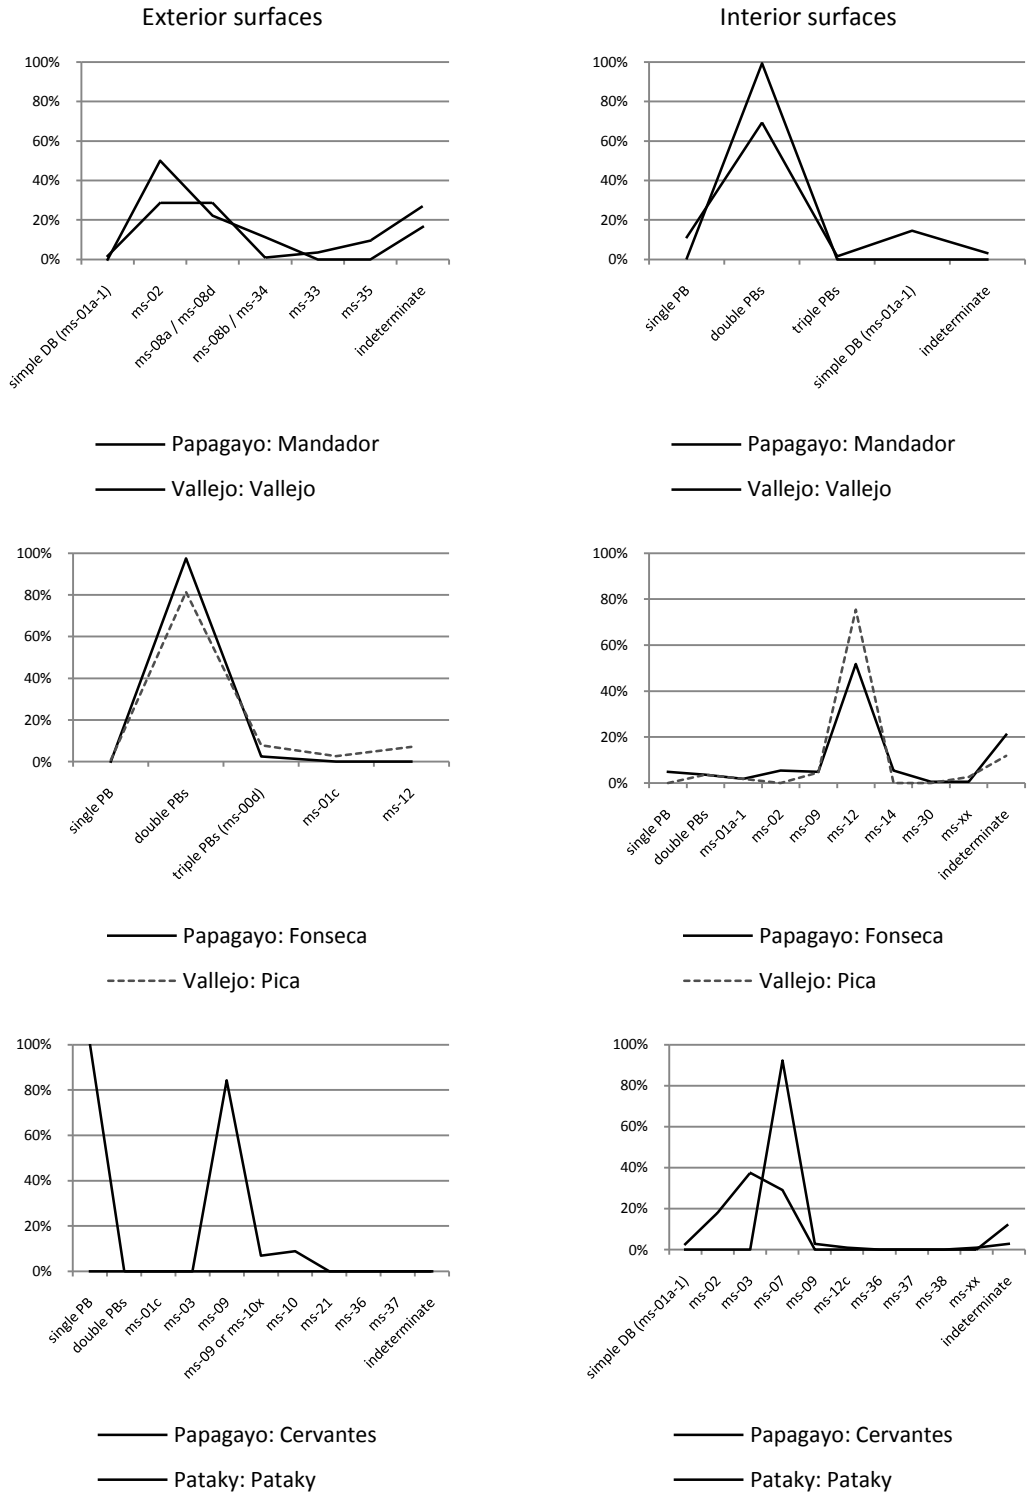 Exterior surfaces
Interior surfaces
100%
80%
60%
40%
20%
0%
simple DB (ms-01a-1)
ms-02
ms-08a / ms-08d
ms-08b / ms-34
ms-33
ms-35
indeterminate
Papagayo: Mandador
Vallejo: Vallejo
100%
80%
60%
40%
20%
0%
single PB
double PBs
triple PBs
simple DB (ms-01a-1)
indeterminate
Papagayo: Mandador
Vallejo: Vallejo
100%
80%
60%
40%
20%
0%
single PB
double PBs
triple PBs (ms-00d)
ms-01c
ms-12
Papagayo: Fonseca
Vallejo: Pica
100%
80%
60%
40%
20%
0%
single PB
double PBs
ms-01a-1
ms-02
ms-09
ms-12
ms-14
ms-30
ms-xx
indeterminate
Papagayo: Fonseca
Vallejo: Pica
100%
80%
60%
40%
20%
0%
single PB
double PBs
ms-01c
ms-03
ms-09
ms-09 or ms-10x
ms-10
ms-21
ms-36
ms-37
indeterminate
Papagayo: Cervantes
Pataky: Pataky
100%
80%
60%
40%
20%
0%
simple DB (ms-01a-1)
ms-02
ms-03
ms-07
ms-09
ms-12c
ms-36
ms-37
ms-38
ms-xx
indeterminate
Papagayo: Cervantes
Pataky: Pataky